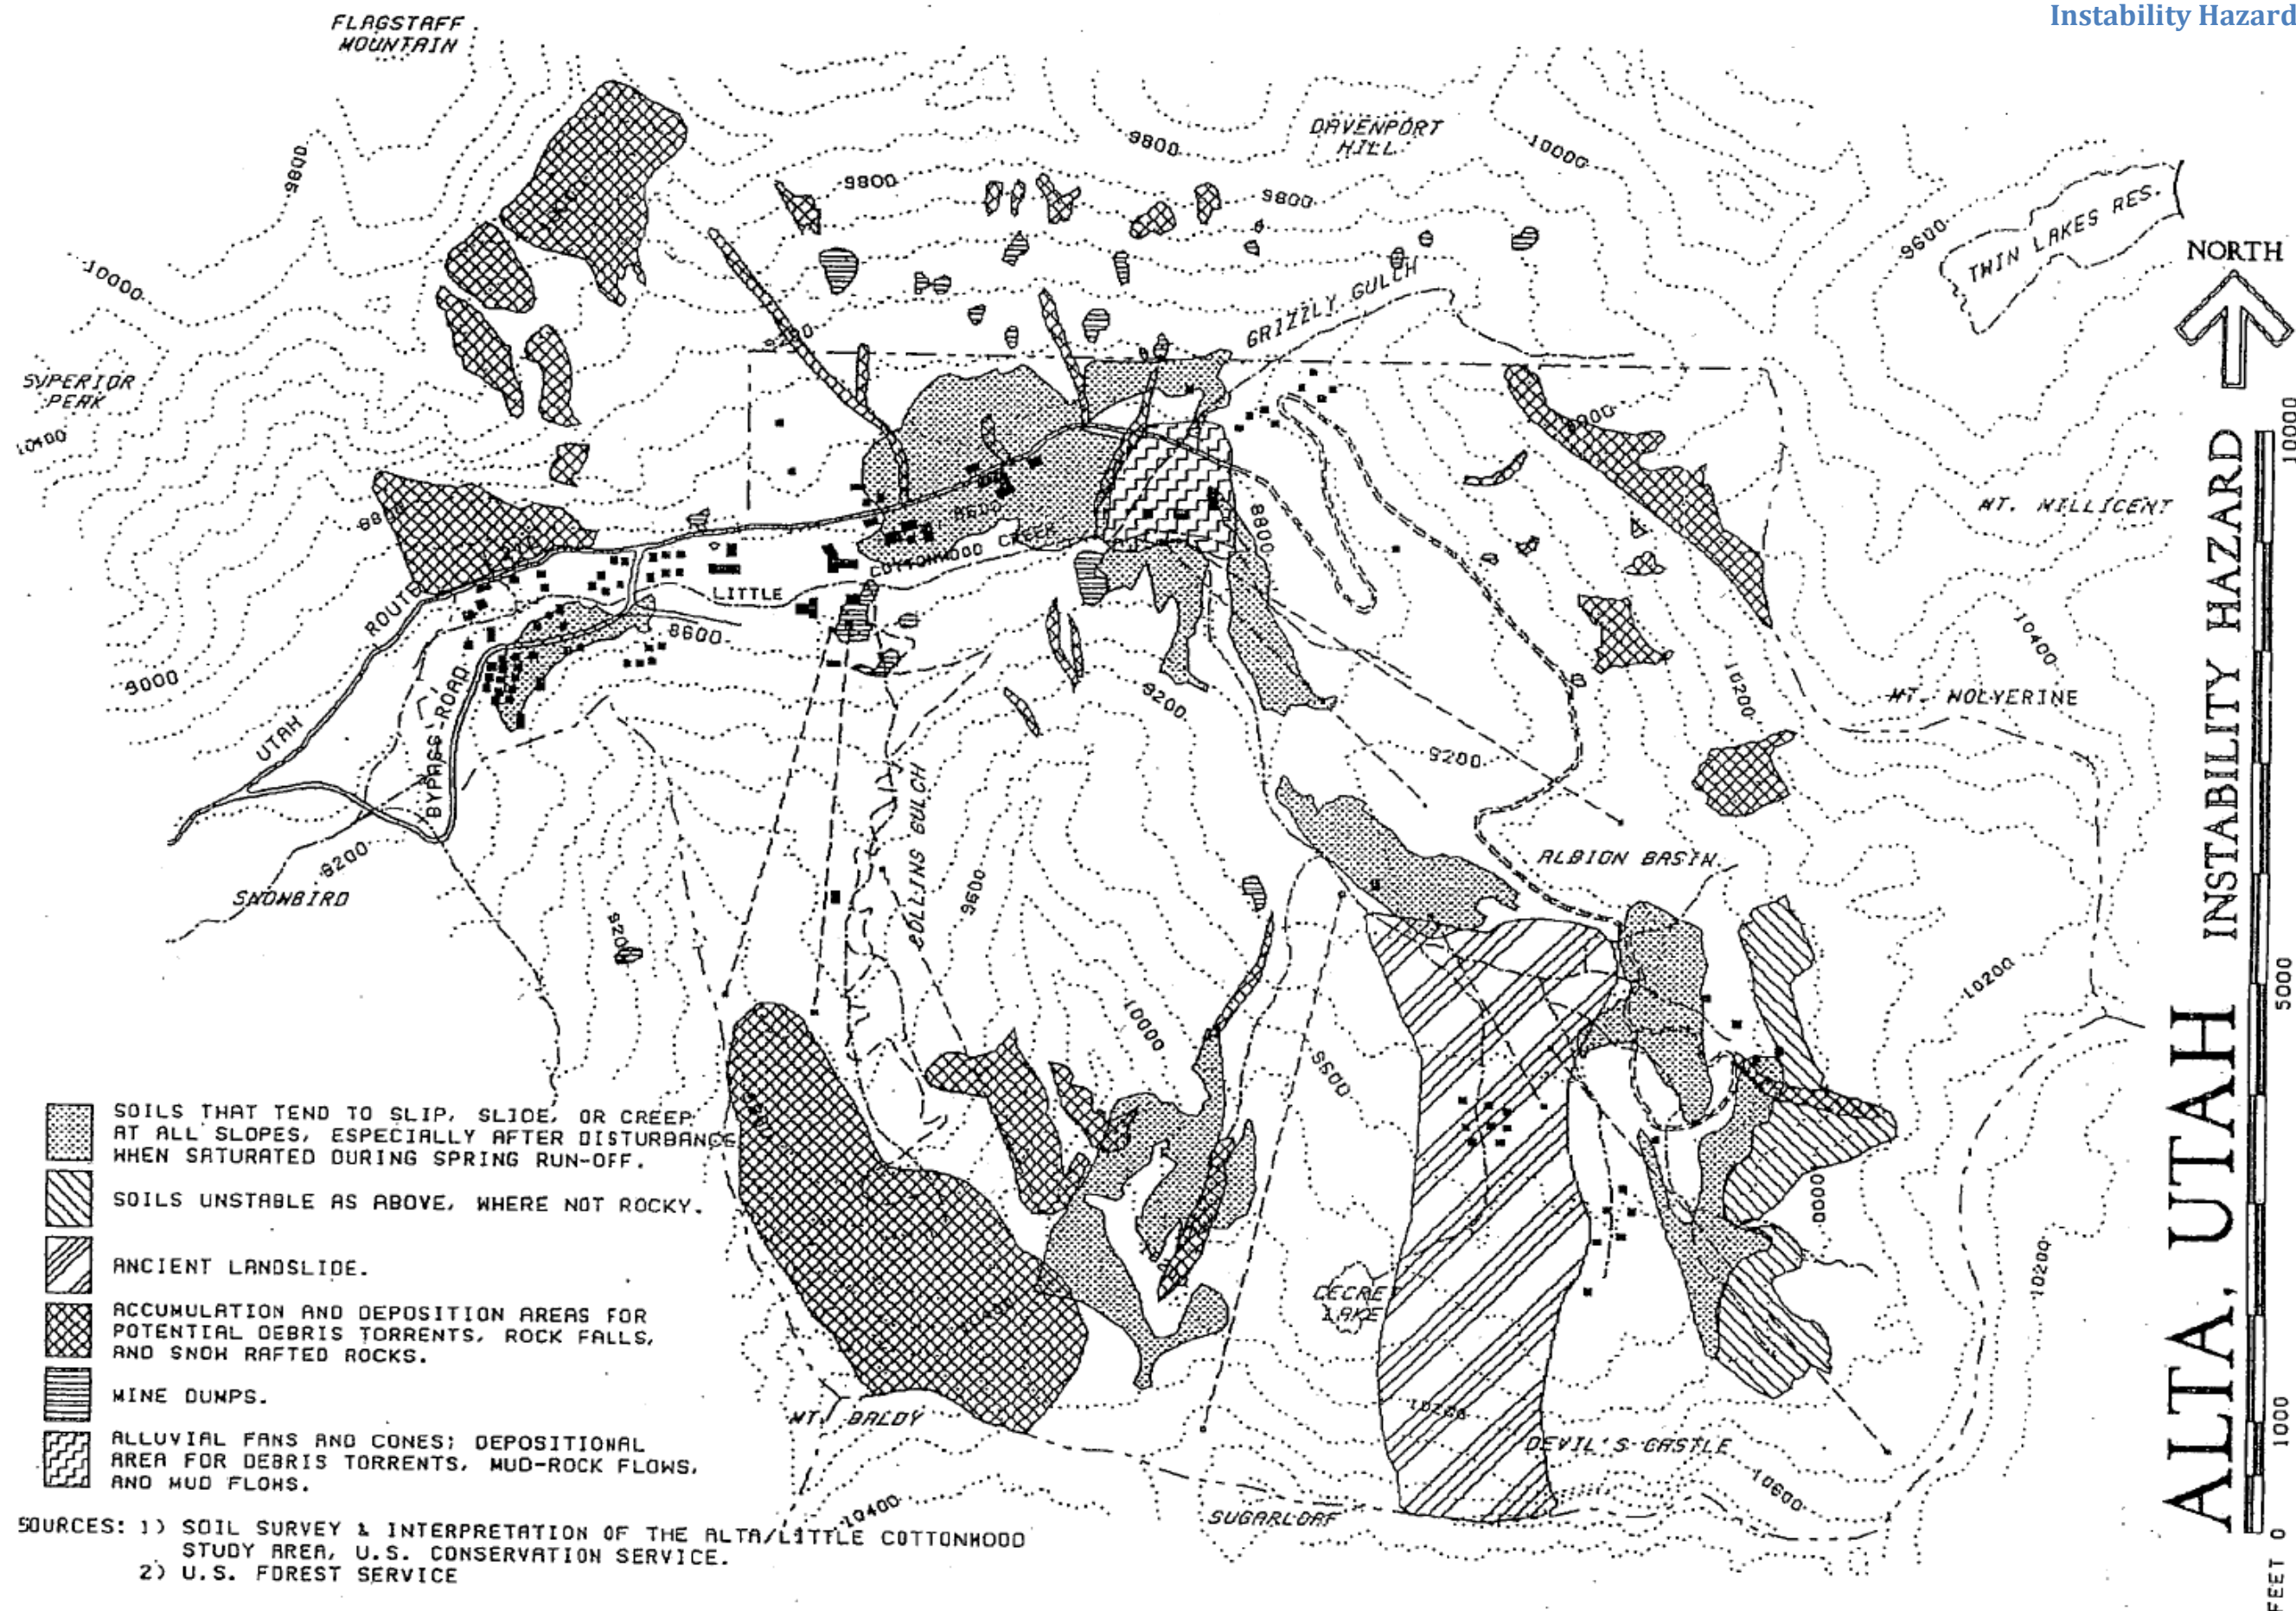 Instability Hazard
FLAGSTAFF
MOUNTAIN
DAVENPORT
HILL
9800
9800
10000
9800
9800
9600
TWIN LAKES RES.
NORTH
10000
GRIZZLY GULCH
SUPERIOR
PEAK
10400
MT. MILLICENT
8800
LITTLE
COTTONWOOD CREEK
ROUTE
8600
10400
9000
9200
10200
MT. WOLVERINE
UTAH
BYPASS ROAD
9200
COLLINS GULCH
ALBION BASIN
8200
SNOWBIRD
9600
9200
10200
10000
SOILS THAT TEND TO SLIP, SLIDE, OR CREEP
AT ALL SLOPES, ESPECIALLY AFTER DISTURBANCE
WHEN SATURATED DURING SPRING RUN-OFF.
SOILS UNSTABLE AS ABOVE, WHERE NOT ROCKY.
ANCIENT LANDSLIDE.
ACCUMULATION AND DEPOSITION AREAS FOR
POTENTIAL DEBRIS TORRENTS, ROCK FALLS,
AND SNOW RAFTED ROCKS.
MINE DUMPS.
ALLUVIAL FANS AND CONES; DEPOSITIONAL
AREA FOR DEBRIS TORRENTS, MUD-ROCK FLOWS,
AND MUD FLOWS.
CECRET
LAKE
10200
10200
MT. BALDY
DEVIL'S CASTLE
10600
10400
SUGARLOAF
SOURCES: 1) SOIL SURVEY & INTERPRETATION OF THE ALTA/LITTLE COTTONWOOD
STUDY AREA, U.S. CONSERVATION SERVICE.
2) U.S. FOREST SERVICE
ALTA, UTAH INSTABILITY HAZARD
FEET 0 1000 5000 10000